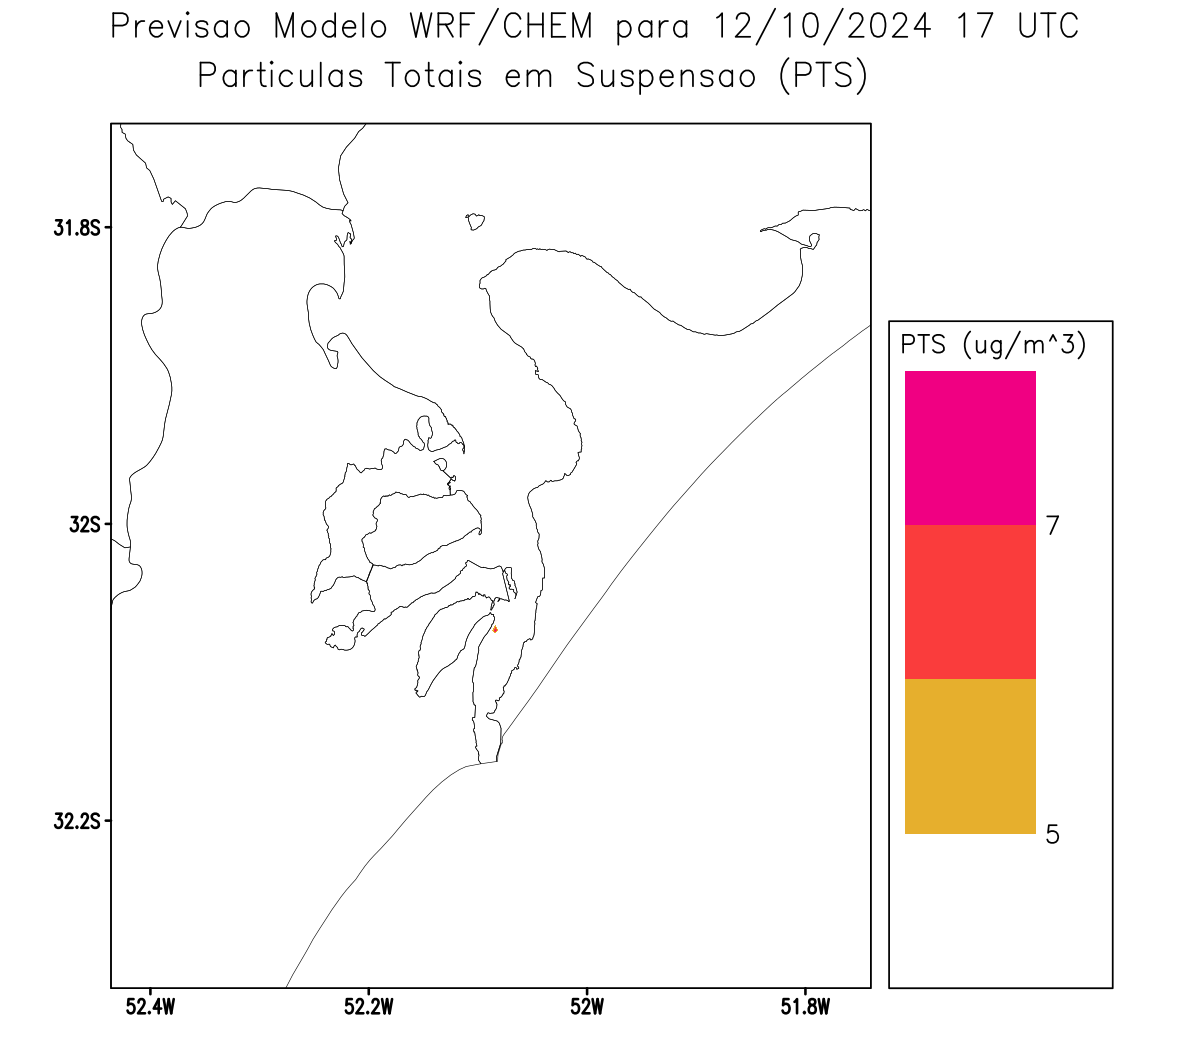 Previsao Modelo WRF/CHEM para 12/10/2024 17 UTC
Particulas Totais em Suspensao (PTS)
31.8S
32S
32.2S
52.4W
52.2W
52W
51.8W
PTS (ug/m^3)
7
5